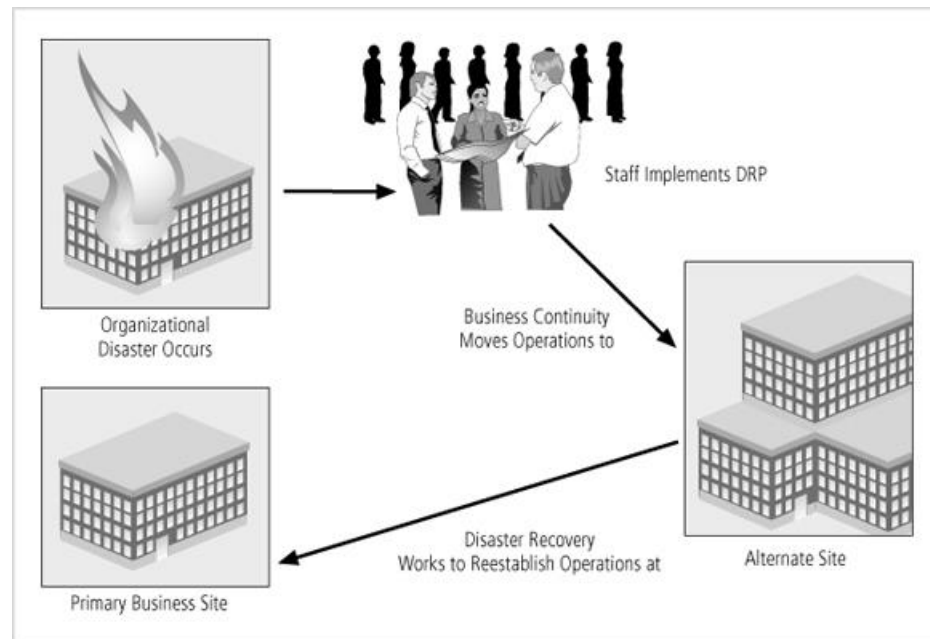 Staff Implements DRP
Organizational
Disaster Occurs
Business Continuity
Moves Operations to
Alternate Site
Disaster Recovery
Works to Reestablish Operations at
Primary Business Site